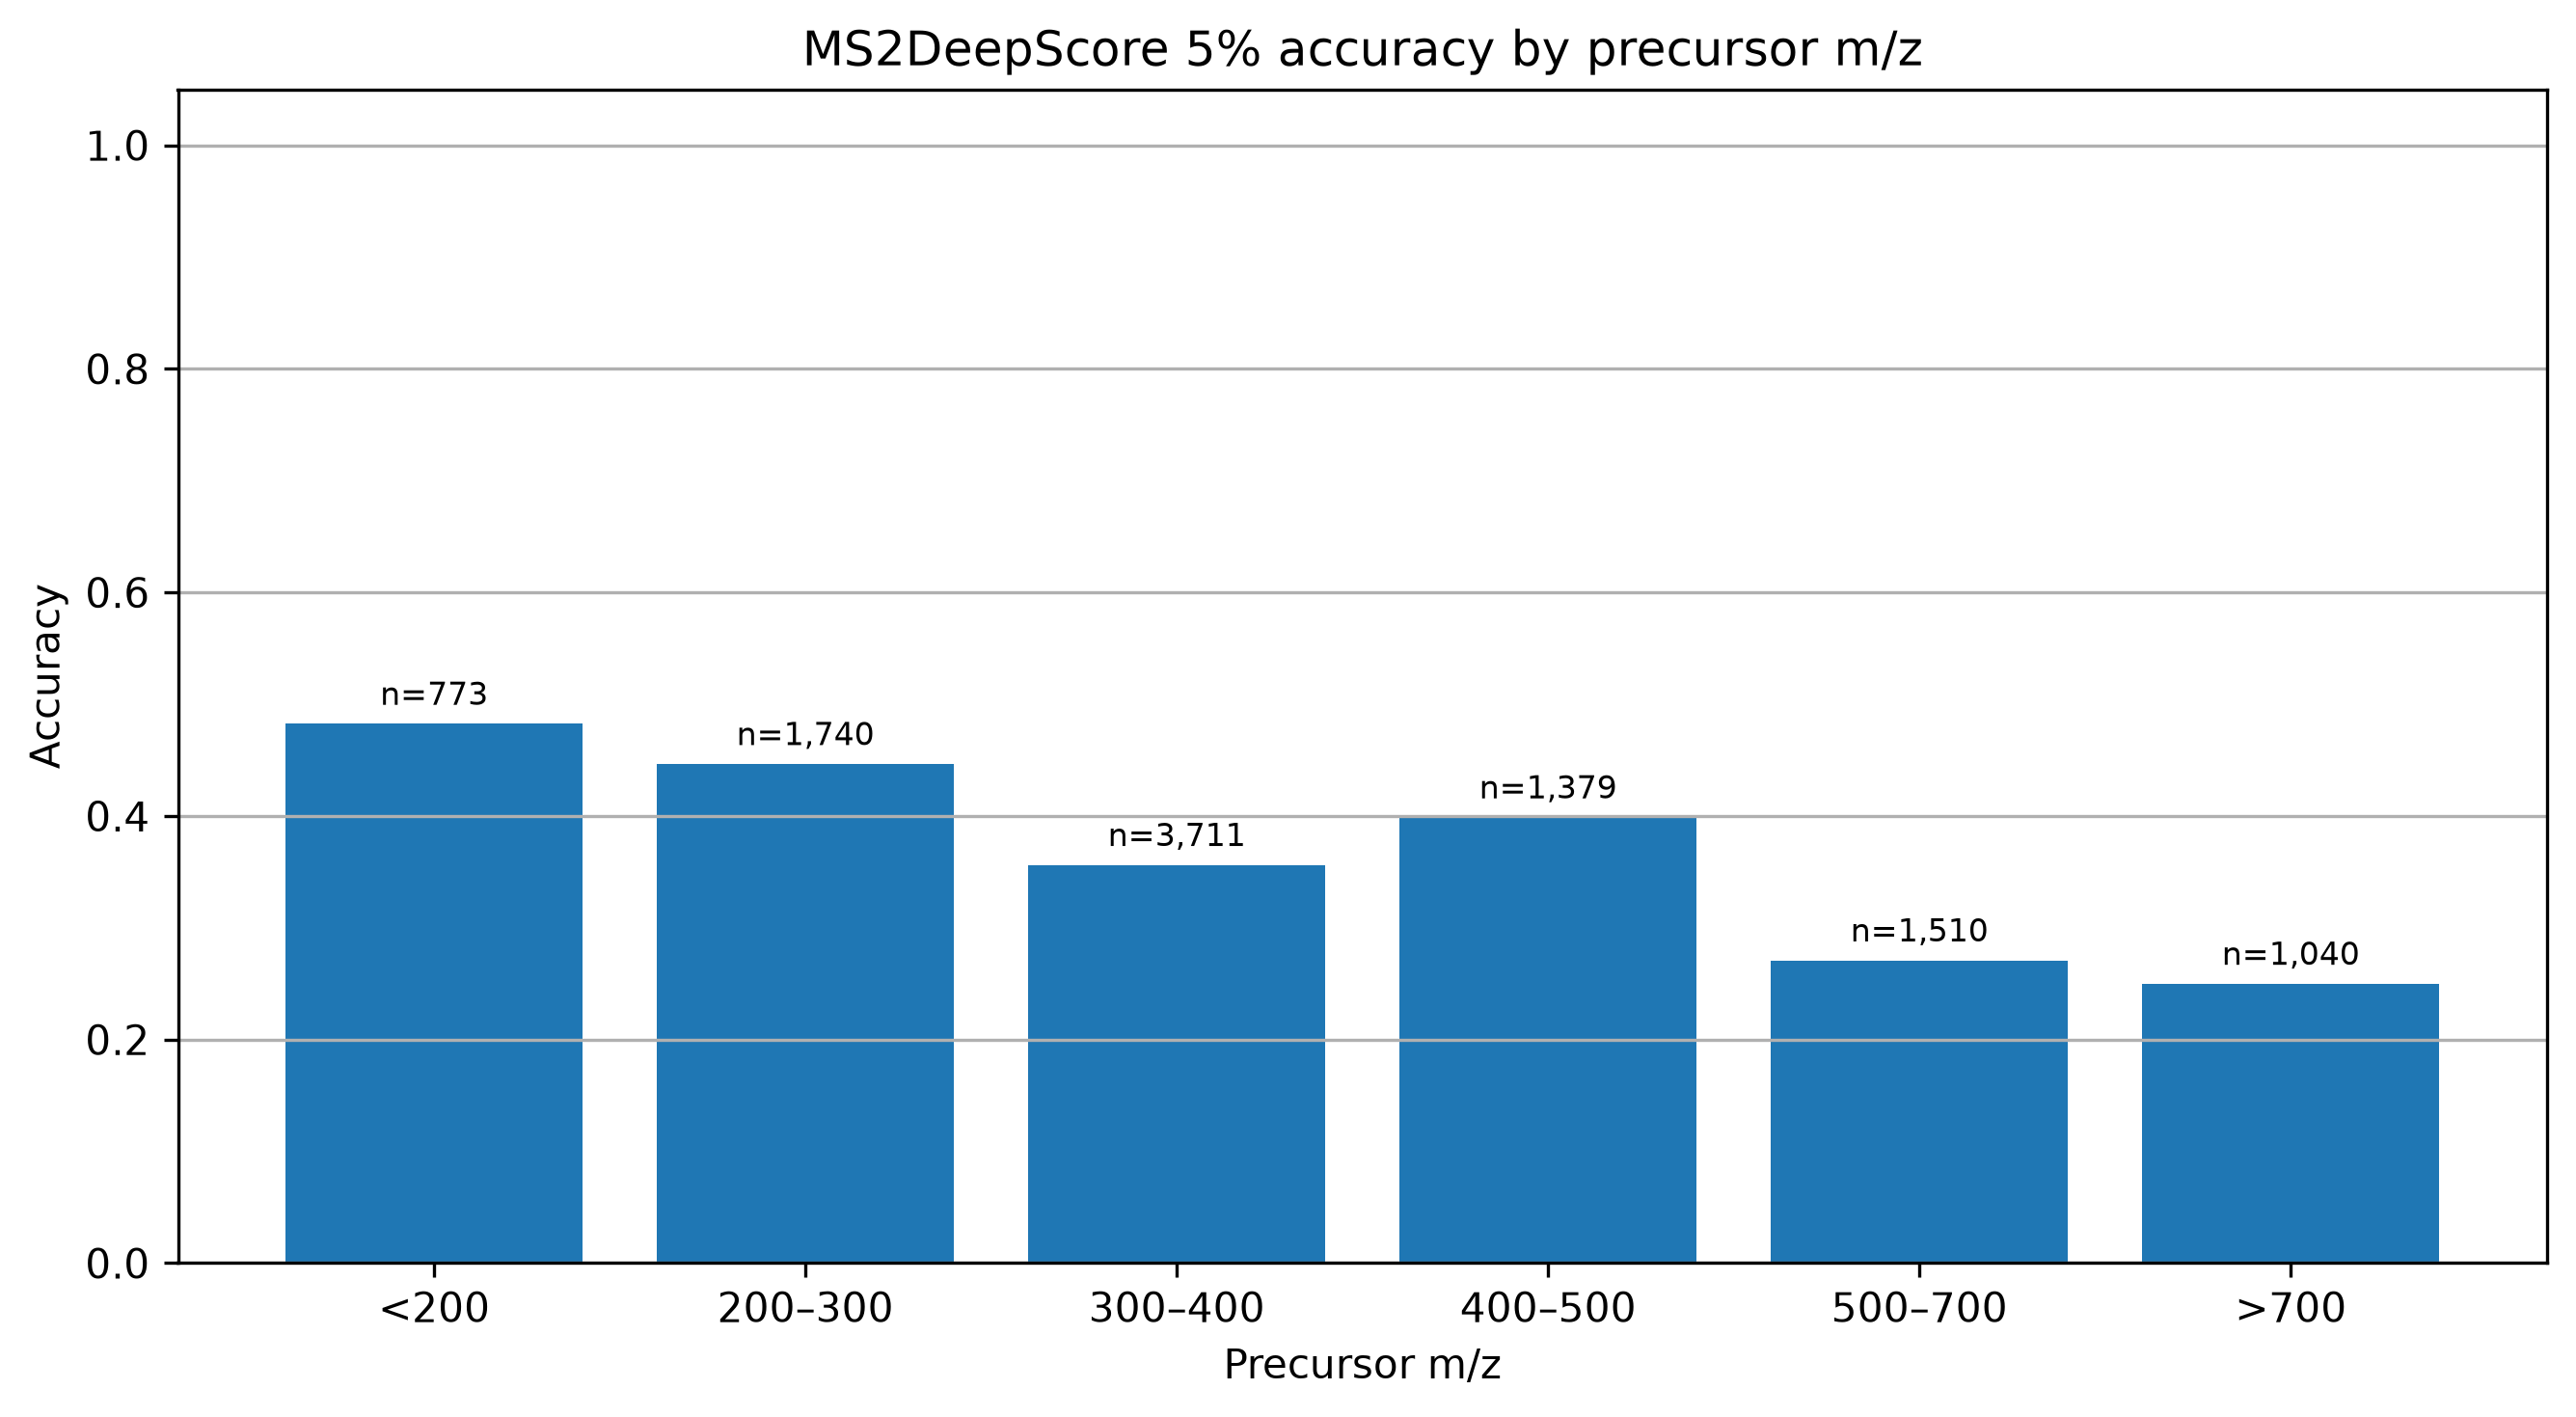 MS2DeepScore 5% accuracy by precursor m/z
Accuracy
1.0
0.8
0.6
0.4
0.2
0.0
n=773
n=1,740
n=3,711
n=1,379
n=1,510
n=1,040
<200
200–300
300–400
400–500
500–700
>700
Precursor m/z